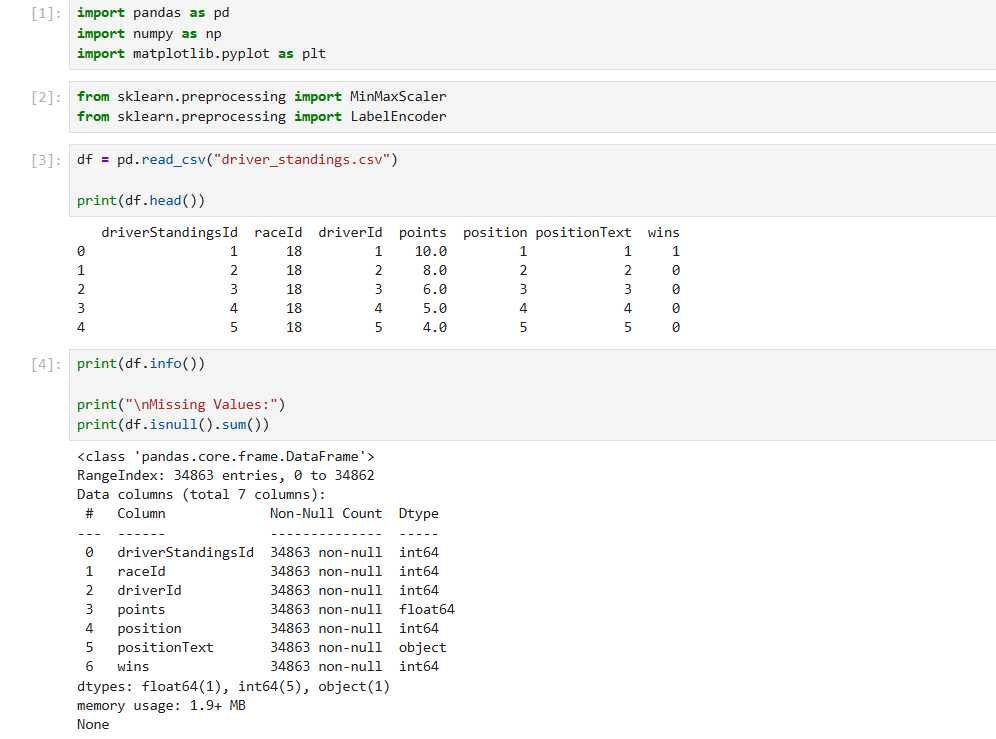 [1]: import pandas as pd
import numpy as np
import matplotlib.pyplot as plt
[2]: from sklearn.preprocessing import MinMaxScaler
from sklearn.preprocessing import LabelEncoder
[3]: df = pd.read_csv("driver_standings.csv")
print(df.head())
driverStandingsId raceId driverId points position positionText wins
0 1 18 1 10.0 1 1 1
1 2 18 2 8.0 2 2 0
2 3 18 3 6.0 3 3 0
3 4 18 4 5.0 4 4 0
4 5 18 5 4.0 5 5 0
[4]: print(df.info())
print("\nMissing Values:")
print(df.isnull().sum())
<class 'pandas.core.frame.DataFrame'>
RangeIndex: 34863 entries, 0 to 34862
Data columns (total 7 columns):
# Column Non-Null Count Dtype
--- ------ -------------- -----
0 driverStandingsId 34863 non-null int64
1 raceId 34863 non-null int64
2 driverId 34863 non-null int64
3 points 34863 non-null float64
4 position 34863 non-null int64
5 positionText 34863 non-null object
6 wins 34863 non-null int64
dtypes: float64(1), int64(5), object(1)
memory usage: 1.9+ MB
None